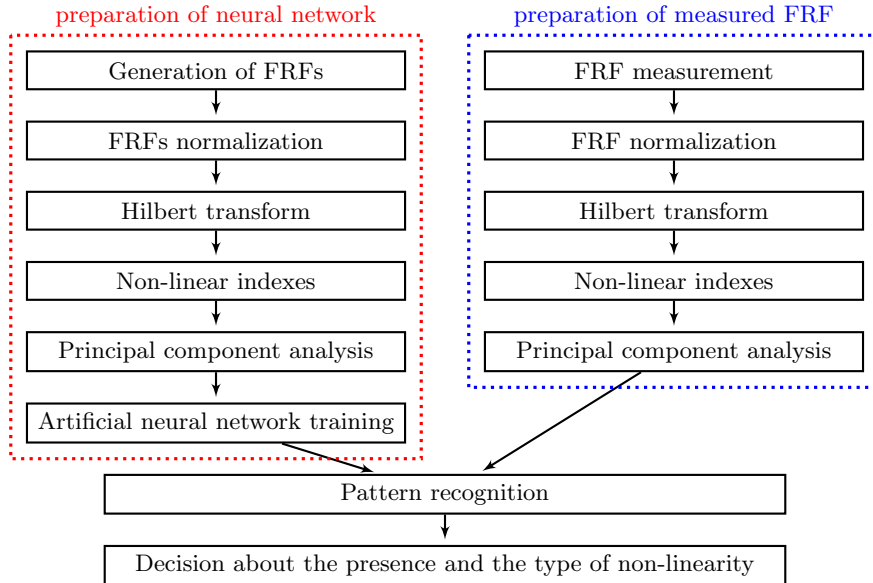 preparation of neural network
Generation of FRFs
FRFs normalization
Hilbert transform
Non-linear indexes
Principal component analysis
Artificial neural network training
preparation of measured FRF
FRF measurement
FRF normalization
Hilbert transform
Non-linear indexes
Principal component analysis
Pattern recognition
Decision about the presence and the type of non-linearity